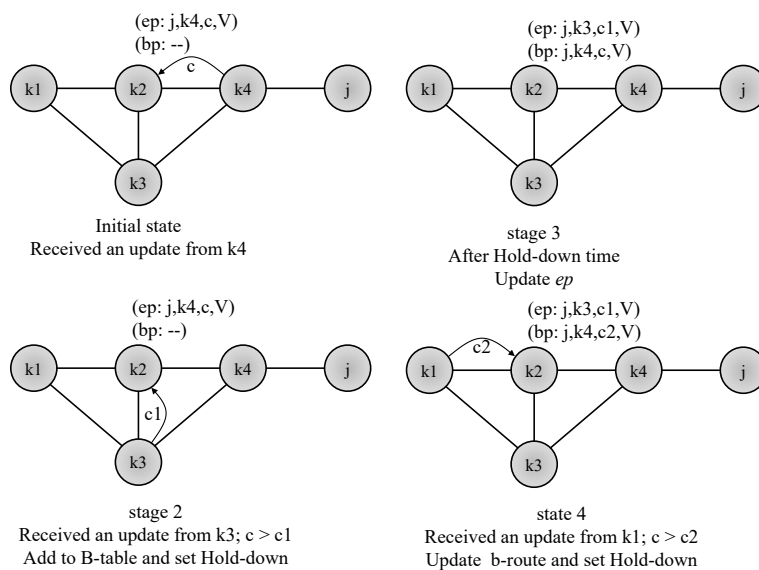 (ep: j,k4,c,V)
(bp: --)
c
k1
k2
k4
j
k3
Initial state
Received an update from k4
(ep: j,k3,c1,V)
(bp: j,k4,c,V)
k1
k2
k4
j
k3
stage 3
After Hold-down time
Update ep
(ep: j,k4,c,V)
(bp: --)
k1
k2
k4
j
c1
k3
stage 2
Received an update from k3; c > c1
Add to B-table and set Hold-down
(ep: j,k3,c1,V)
(bp: j,k4,c2,V)
c2
k1
k2
k4
j
k3
state 4
Received an update from k1; c > c2
Update b-route and set Hold-down